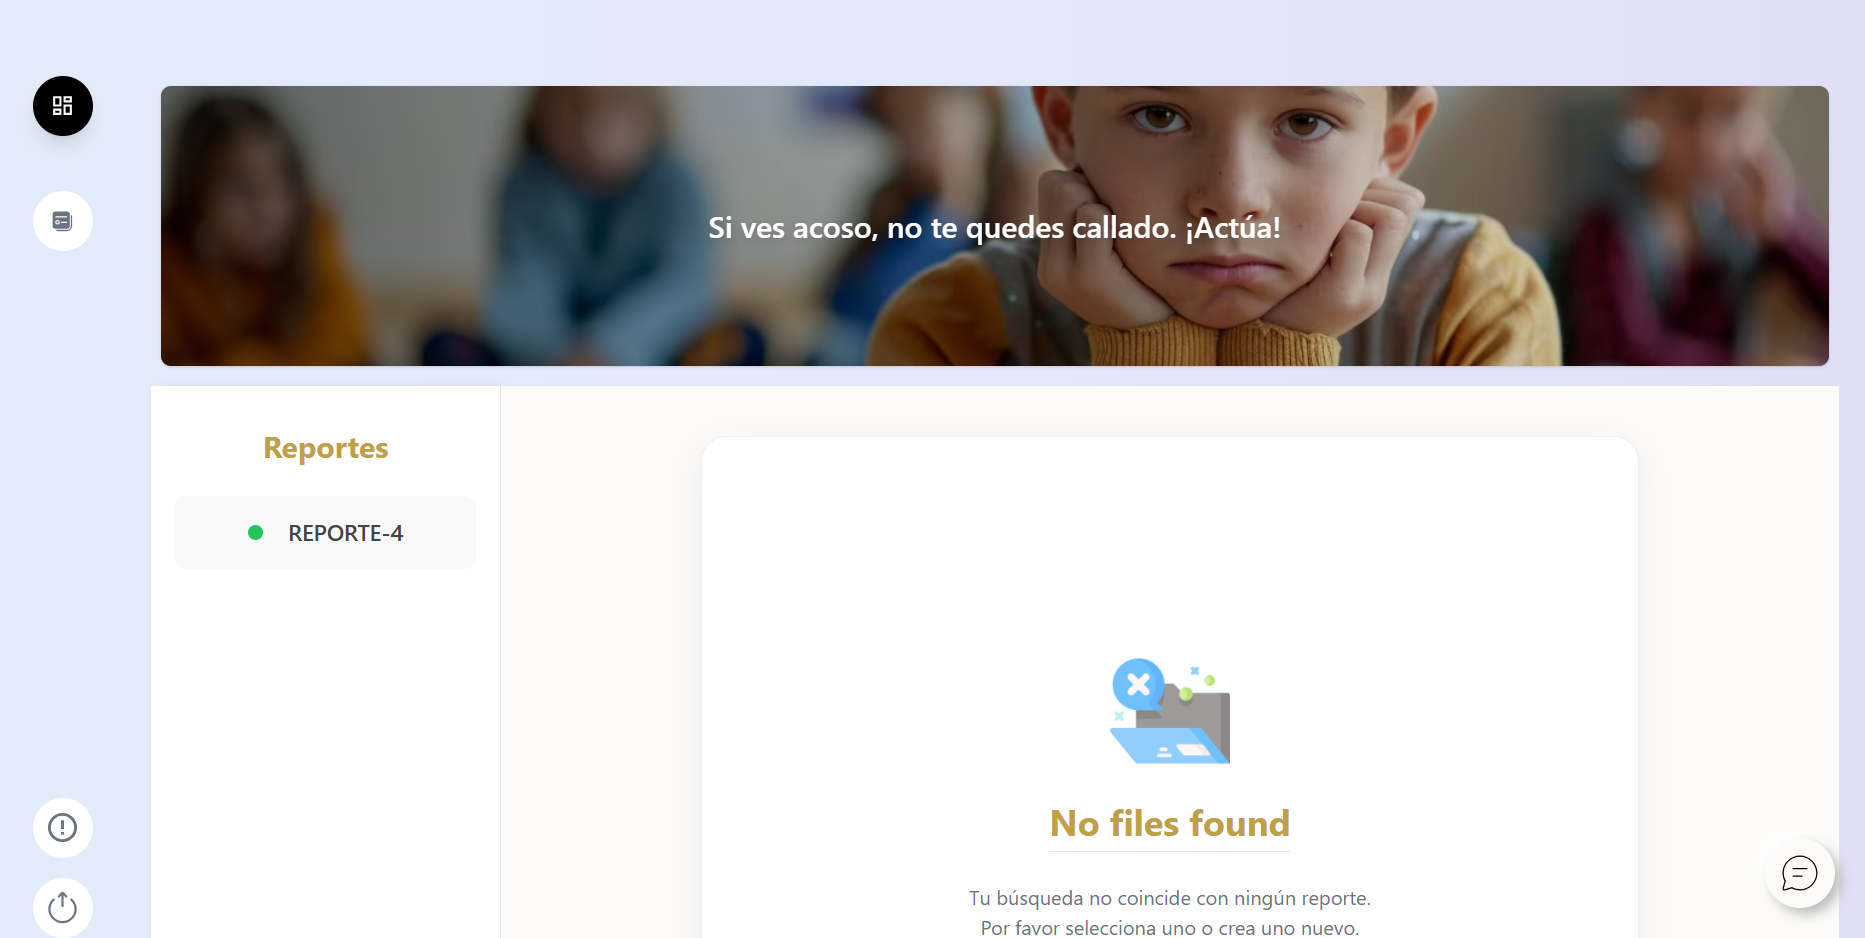 Si ves acoso, no te quedes callado. ¡Actúa!
Reportes
REPORTE-4
No files found
Tu búsqueda no coincide con ningún reporte.
Por favor selecciona uno o crea uno nuevo.